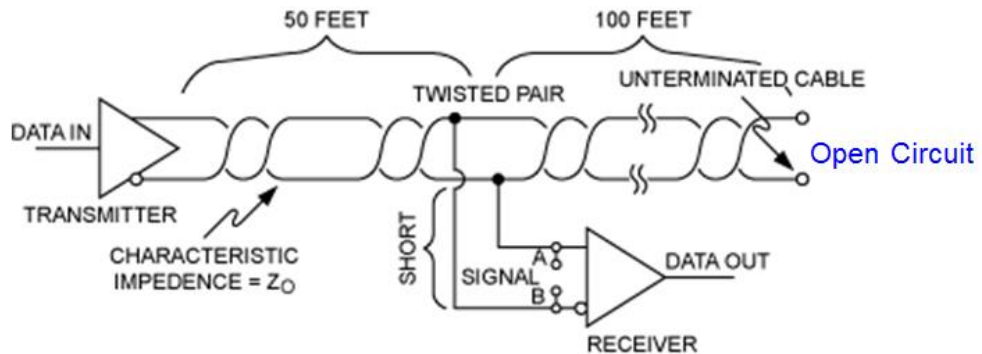 50 FEET
100 FEET
UNTERMINATED CABLE
TWISTED PAIR
DATA IN
Open Circuit
TRANSMITTER
CHARACTERISTIC
IMPEDENCE = ZO
SHORT
SIGNAL
A
B
DATA OUT
RECEIVER